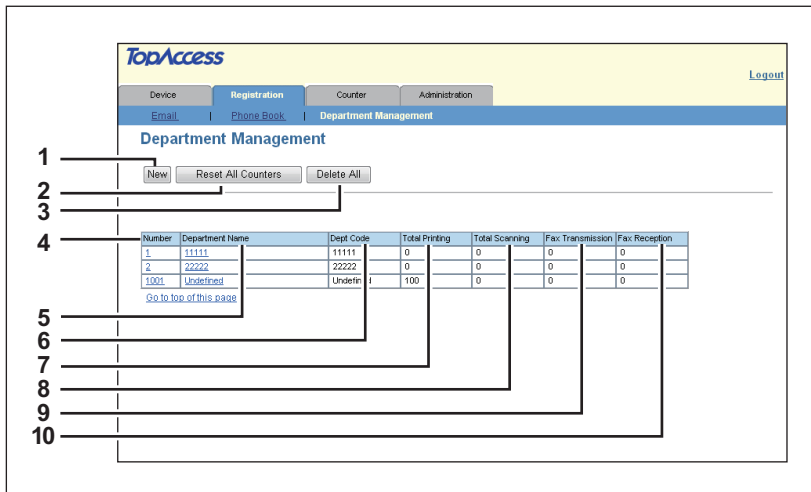 TopAccess
Logout
Device Registration Counter Administration
Email | Phone Book | Department Management
Department Management
1
New Reset All Counters Delete All
2
3
4
Number Department Name Dept Code Total Printing Total Scanning Fax Transmission Fax Reception
1 11111 11111 0 0 0 0
2 22222 22222 0 0 0 0
1001 Undefined Undefined 100 0 0 0
Go to top of this page
5
6
7
8
9
10